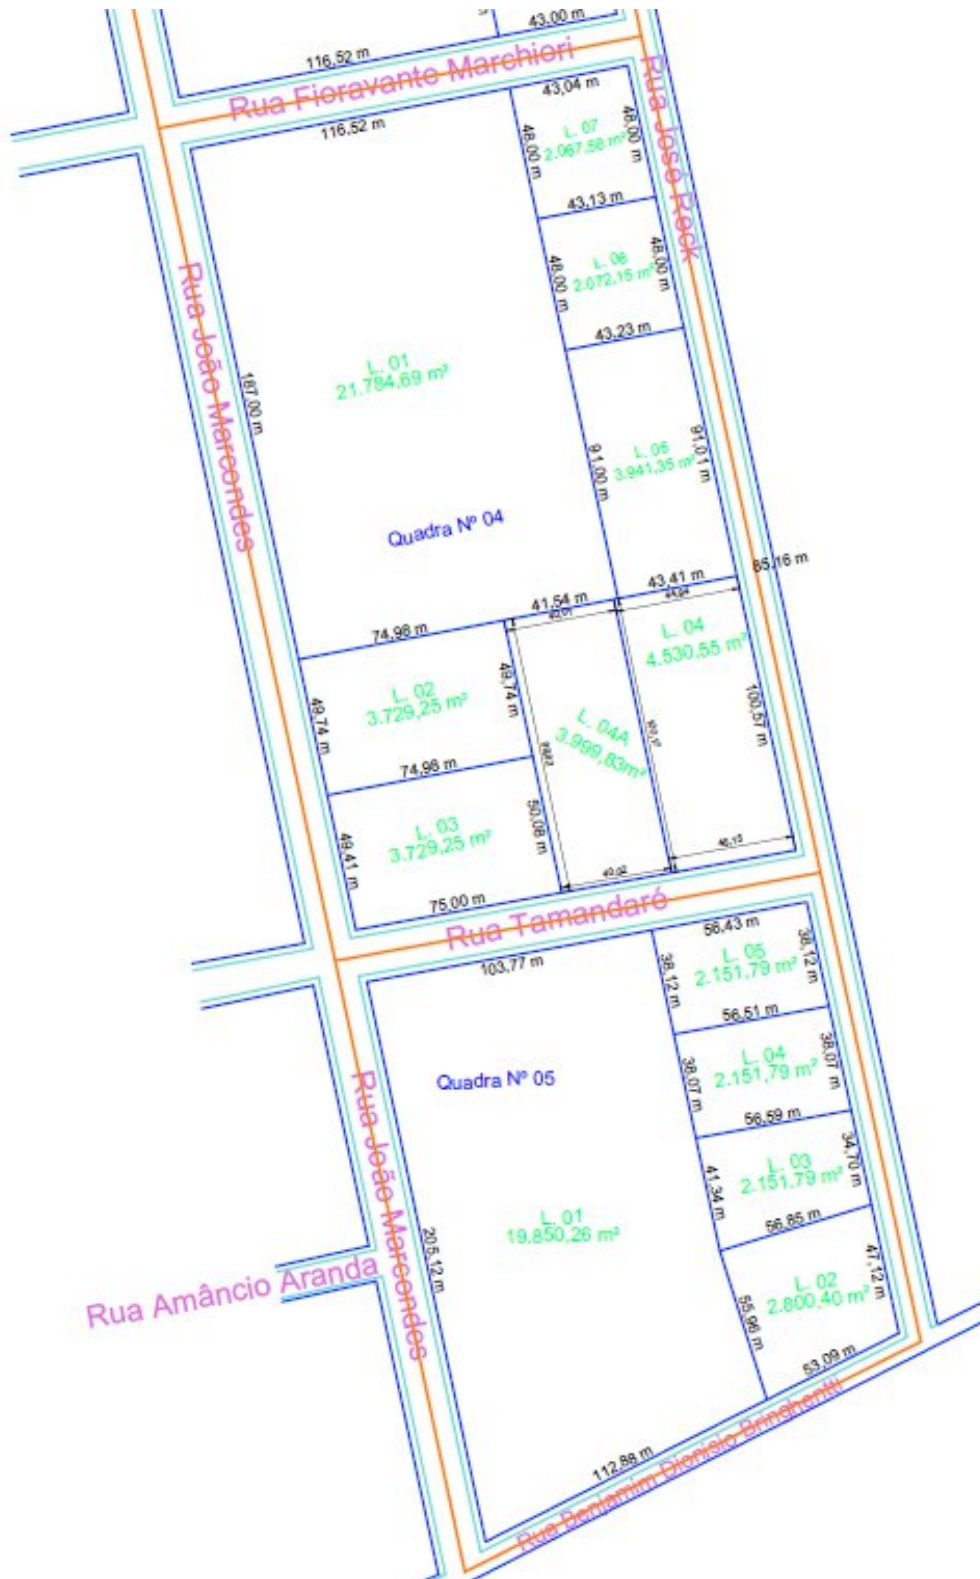 43,00 m
116,52 m
Rua Fioravante Marchiori
116,52 m
43,04 m
Rua José Rock
48,00 m
L. 07
2.067,58 m²
48,00 m
43,13 m
48,00 m
L. 06
2.072,15 m²
48,00 m
43,23 m
Rua João Marcondes
187,00 m
L. 01
21.784,69 m²
91,00 m
L. 05
3.941,35 m²
91,01 m
Quadra Nº 04
85,16 m
43,41 m
41,54 m
74,98 m
L. 04
4.530,55 m²
49,74 m
L. 02
3.729,25 m²
49,74 m
L. 04A
3.999,83m²
100,57 m
74,98 m
49,41 m
L. 03
3.729,25 m²
50,08 m
40,02
46,13
75,00 m
Rua Tamandaré
103,77 m
56,43 m
38,12 m
L. 05
2.151,79 m²
38,12 m
56,51 m
Quadra Nº 05
38,07 m
L. 04
2.151,79 m²
38,07 m
56,59 m
Rua João Marcondes
41,34 m
L. 03
2.151,79 m²
34,70 m
56,85 m
205,12 m
L. 01
19.850,26 m²
Rua Amâncio Aranda
55,96 m
L. 02
2.800,40 m²
47,12 m
53,09 m
112,88 m
Rua Benjamim Dionisio Bringhentti